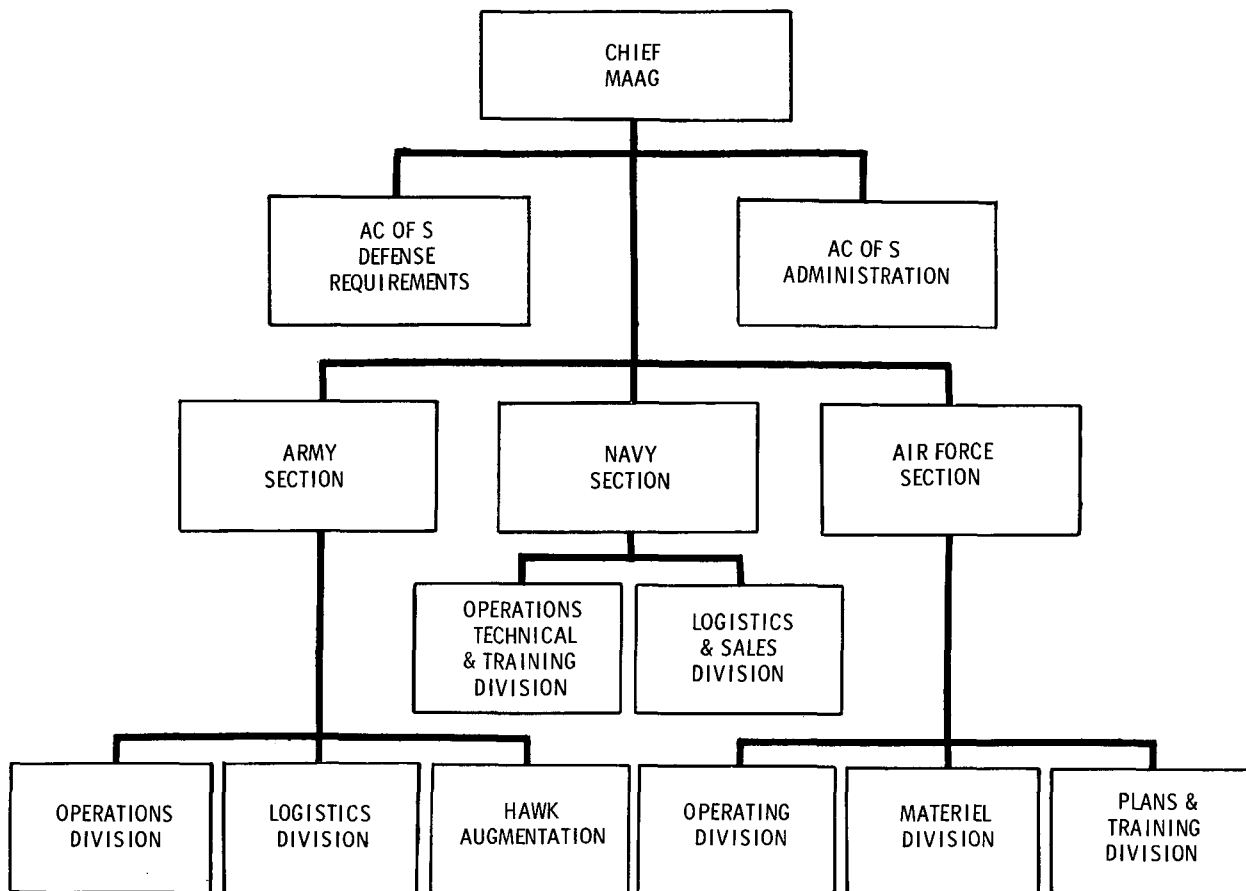 CHIEF
MAAG
AC OF S
DEFENSE
REQUIREMENTS
AC OF S
ADMINISTRATION
ARMY
SECTION
NAVY
SECTION
AIR FORCE
SECTION
OPERATIONS
TECHNICAL
& TRAINING
DIVISION
LOGISTICS
& SALES
DIVISION
OPERATIONS
DIVISION
LOGISTICS
DIVISION
HAWK
AUGMENTATION
OPERATING
DIVISION
MATERIEL
DIVISION
PLANS &
TRAINING
DIVISION